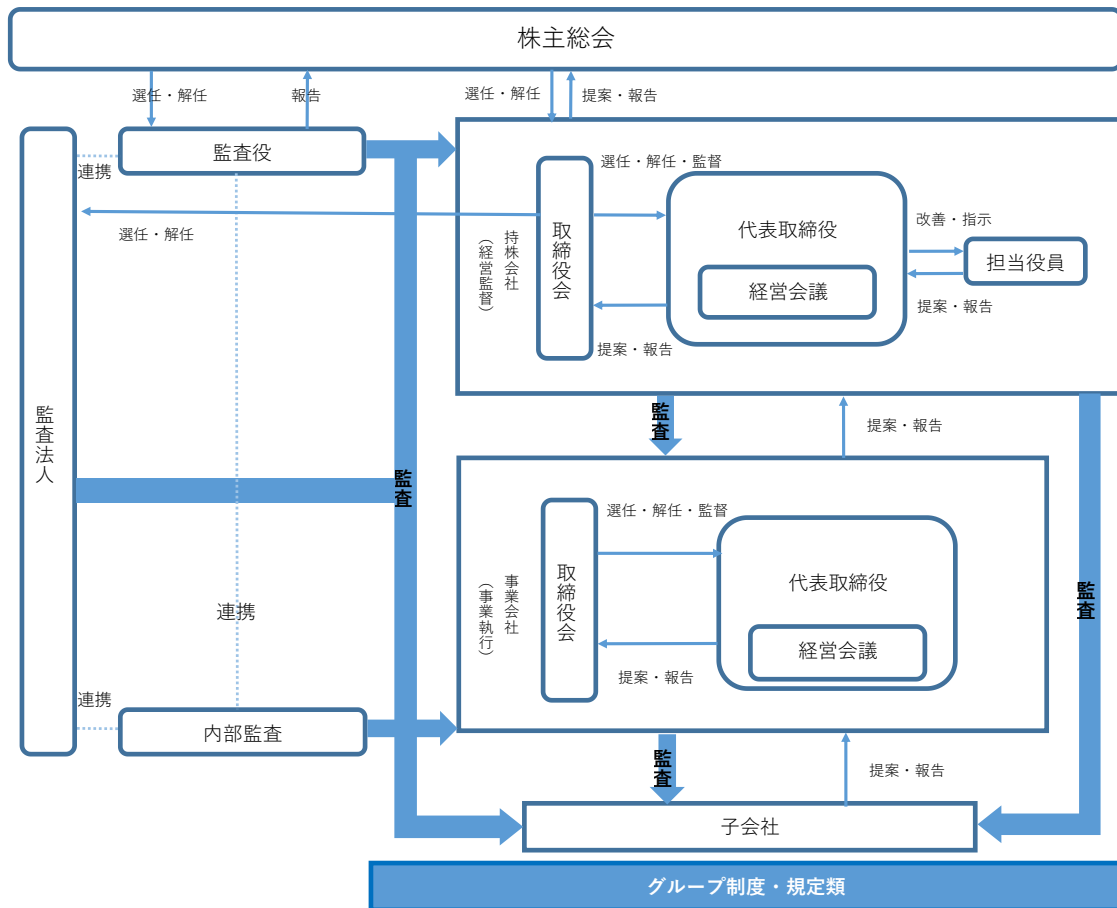 株主総会
選任・解任
報告
選任・解任
提案・報告
監査役
連携
選任・解任
監査法人
持株会社
（経営監督）
取締役会
選任・解任・監督
代表取締役
経営会議
提案・報告
改善・指示
担当役員
提案・報告
監査
提案・報告
監査
事業会社
（事業執行）
取締役会
選任・解任・監督
代表取締役
経営会議
提案・報告
監査
連携
連携
内部監査
監査
提案・報告
子会社
グループ制度・規定類